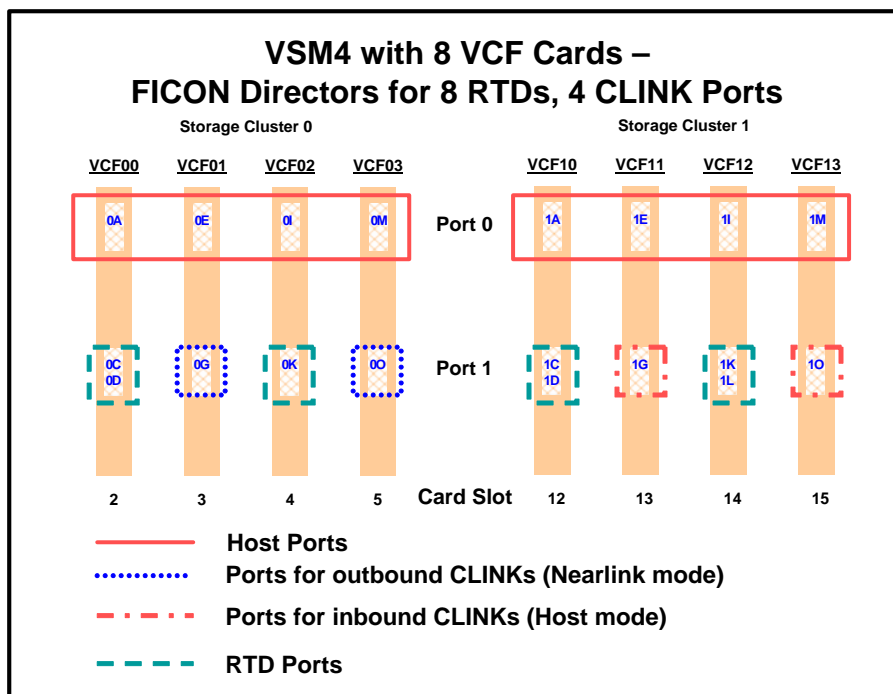 VSM4 with 8 VCF Cards –
FICON Directors for 8 RTDs, 4 CLINK Ports
Storage Cluster 0 Storage Cluster 1
VCF00 VCF01 VCF02 VCF03 VCF10 VCF11 VCF12 VCF13
0A 0E 0I 0M Port 0 1A 1E 1I 1M
0C 0G 0K 0O Port 1 1C 1G 1K 1O
0D 1D 1L
2 3 4 5 Card Slot 12 13 14 15
Host Ports
Ports for outbound CLINKs (Nearlink mode)
Ports for inbound CLINKs (Host mode)
RTD Ports